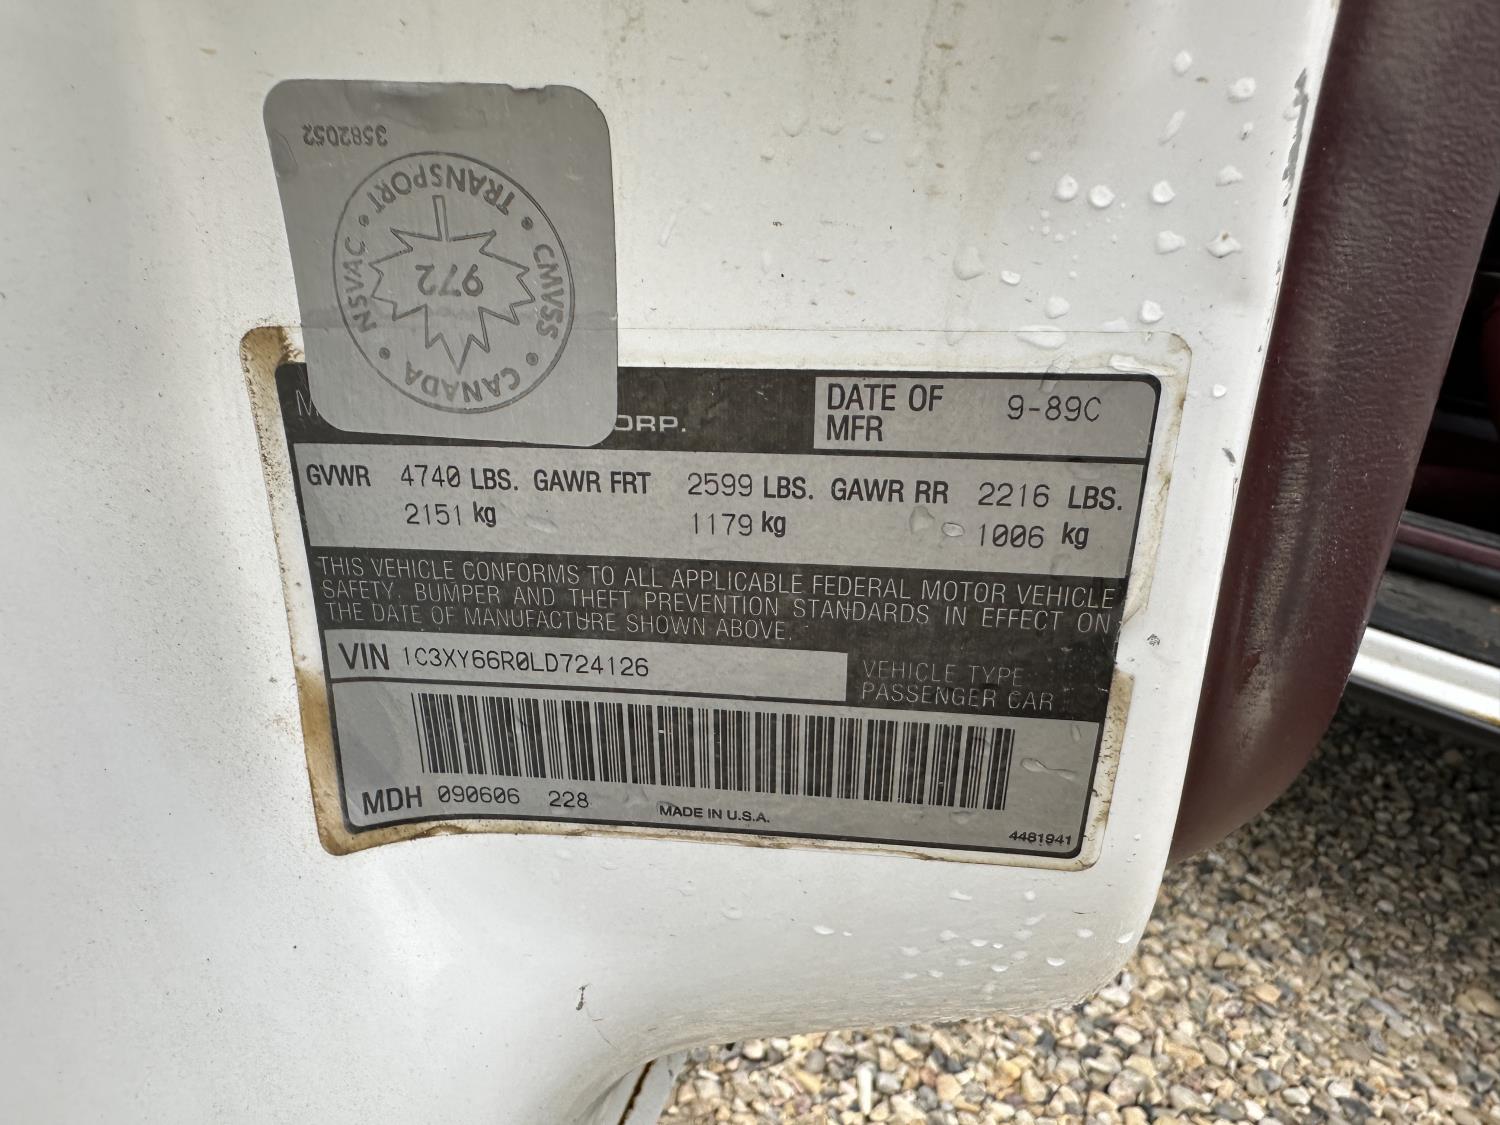 3582052
TRANSPORT • CMVSS • CANADA • NSVAC •
972
ORP.
DATE OF
MFR
9-89C
GVWR 4740 LBS. GAWR FRT 2599 LBS. GAWR RR 2216 LBS.
2151 kg 1179 kg 1006 kg
THIS VEHICLE CONFORMS TO ALL APPLICABLE FEDERAL MOTOR VEHICLE
SAFETY, BUMPER AND THEFT PREVENTION STANDARDS IN EFFECT ON
THE DATE OF MANUFACTURE SHOWN ABOVE.
VIN 1C3XY66R0LD724126
VEHICLE TYPE
PASSENGER CAR
MDH 090606 228
MADE IN U.S.A.
4481941